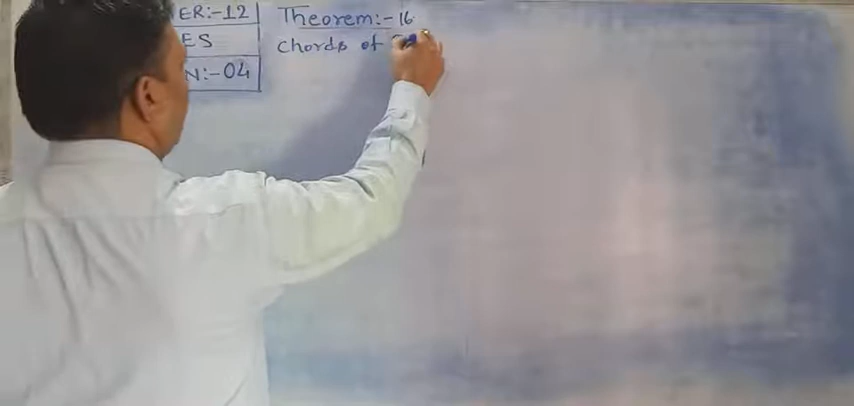 ER:-12
ES
N:-04
Theorem:-16
Chords of